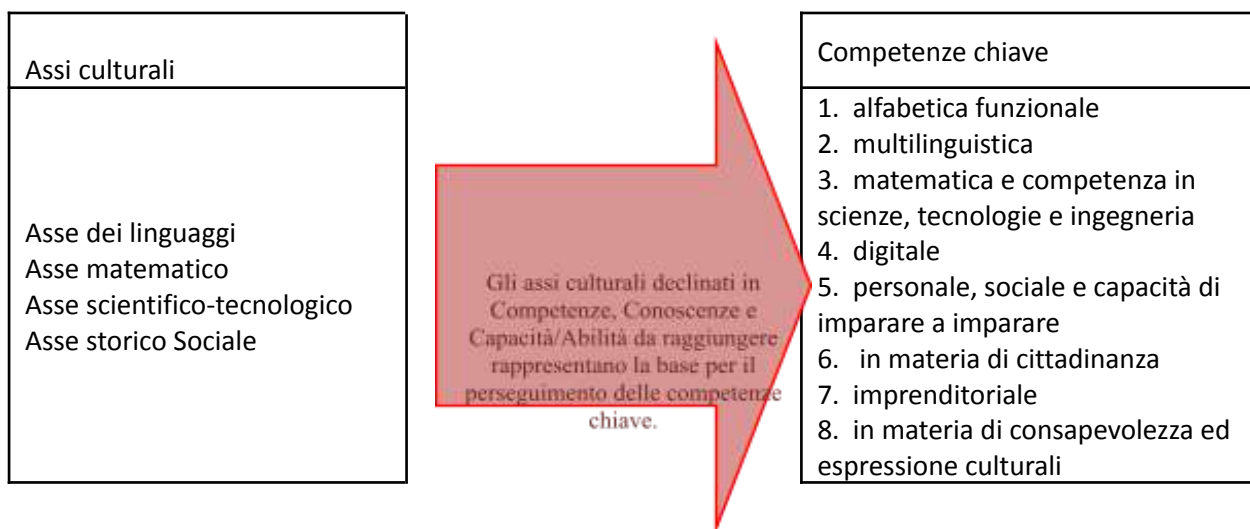 Assi culturali
Asse dei linguaggi
Asse matematico
Asse scientifico-tecnologico
Asse storico Sociale
Gli assi culturali declinati in
Competenze, Conoscenze e
Capacità/Abilità da raggiungere
rappresentano la base per il
perseguimento delle competenze
chiave.
Competenze chiave
1. alfabetica funzionale
2. multilinguistica
3. matematica e competenza in
scienze, tecnologie e ingegneria
4. digitale
5. personale, sociale e capacità di
imparare a imparare
6. in materia di cittadinanza
7. imprenditoriale
8. in materia di consapevolezza ed
espressione culturali